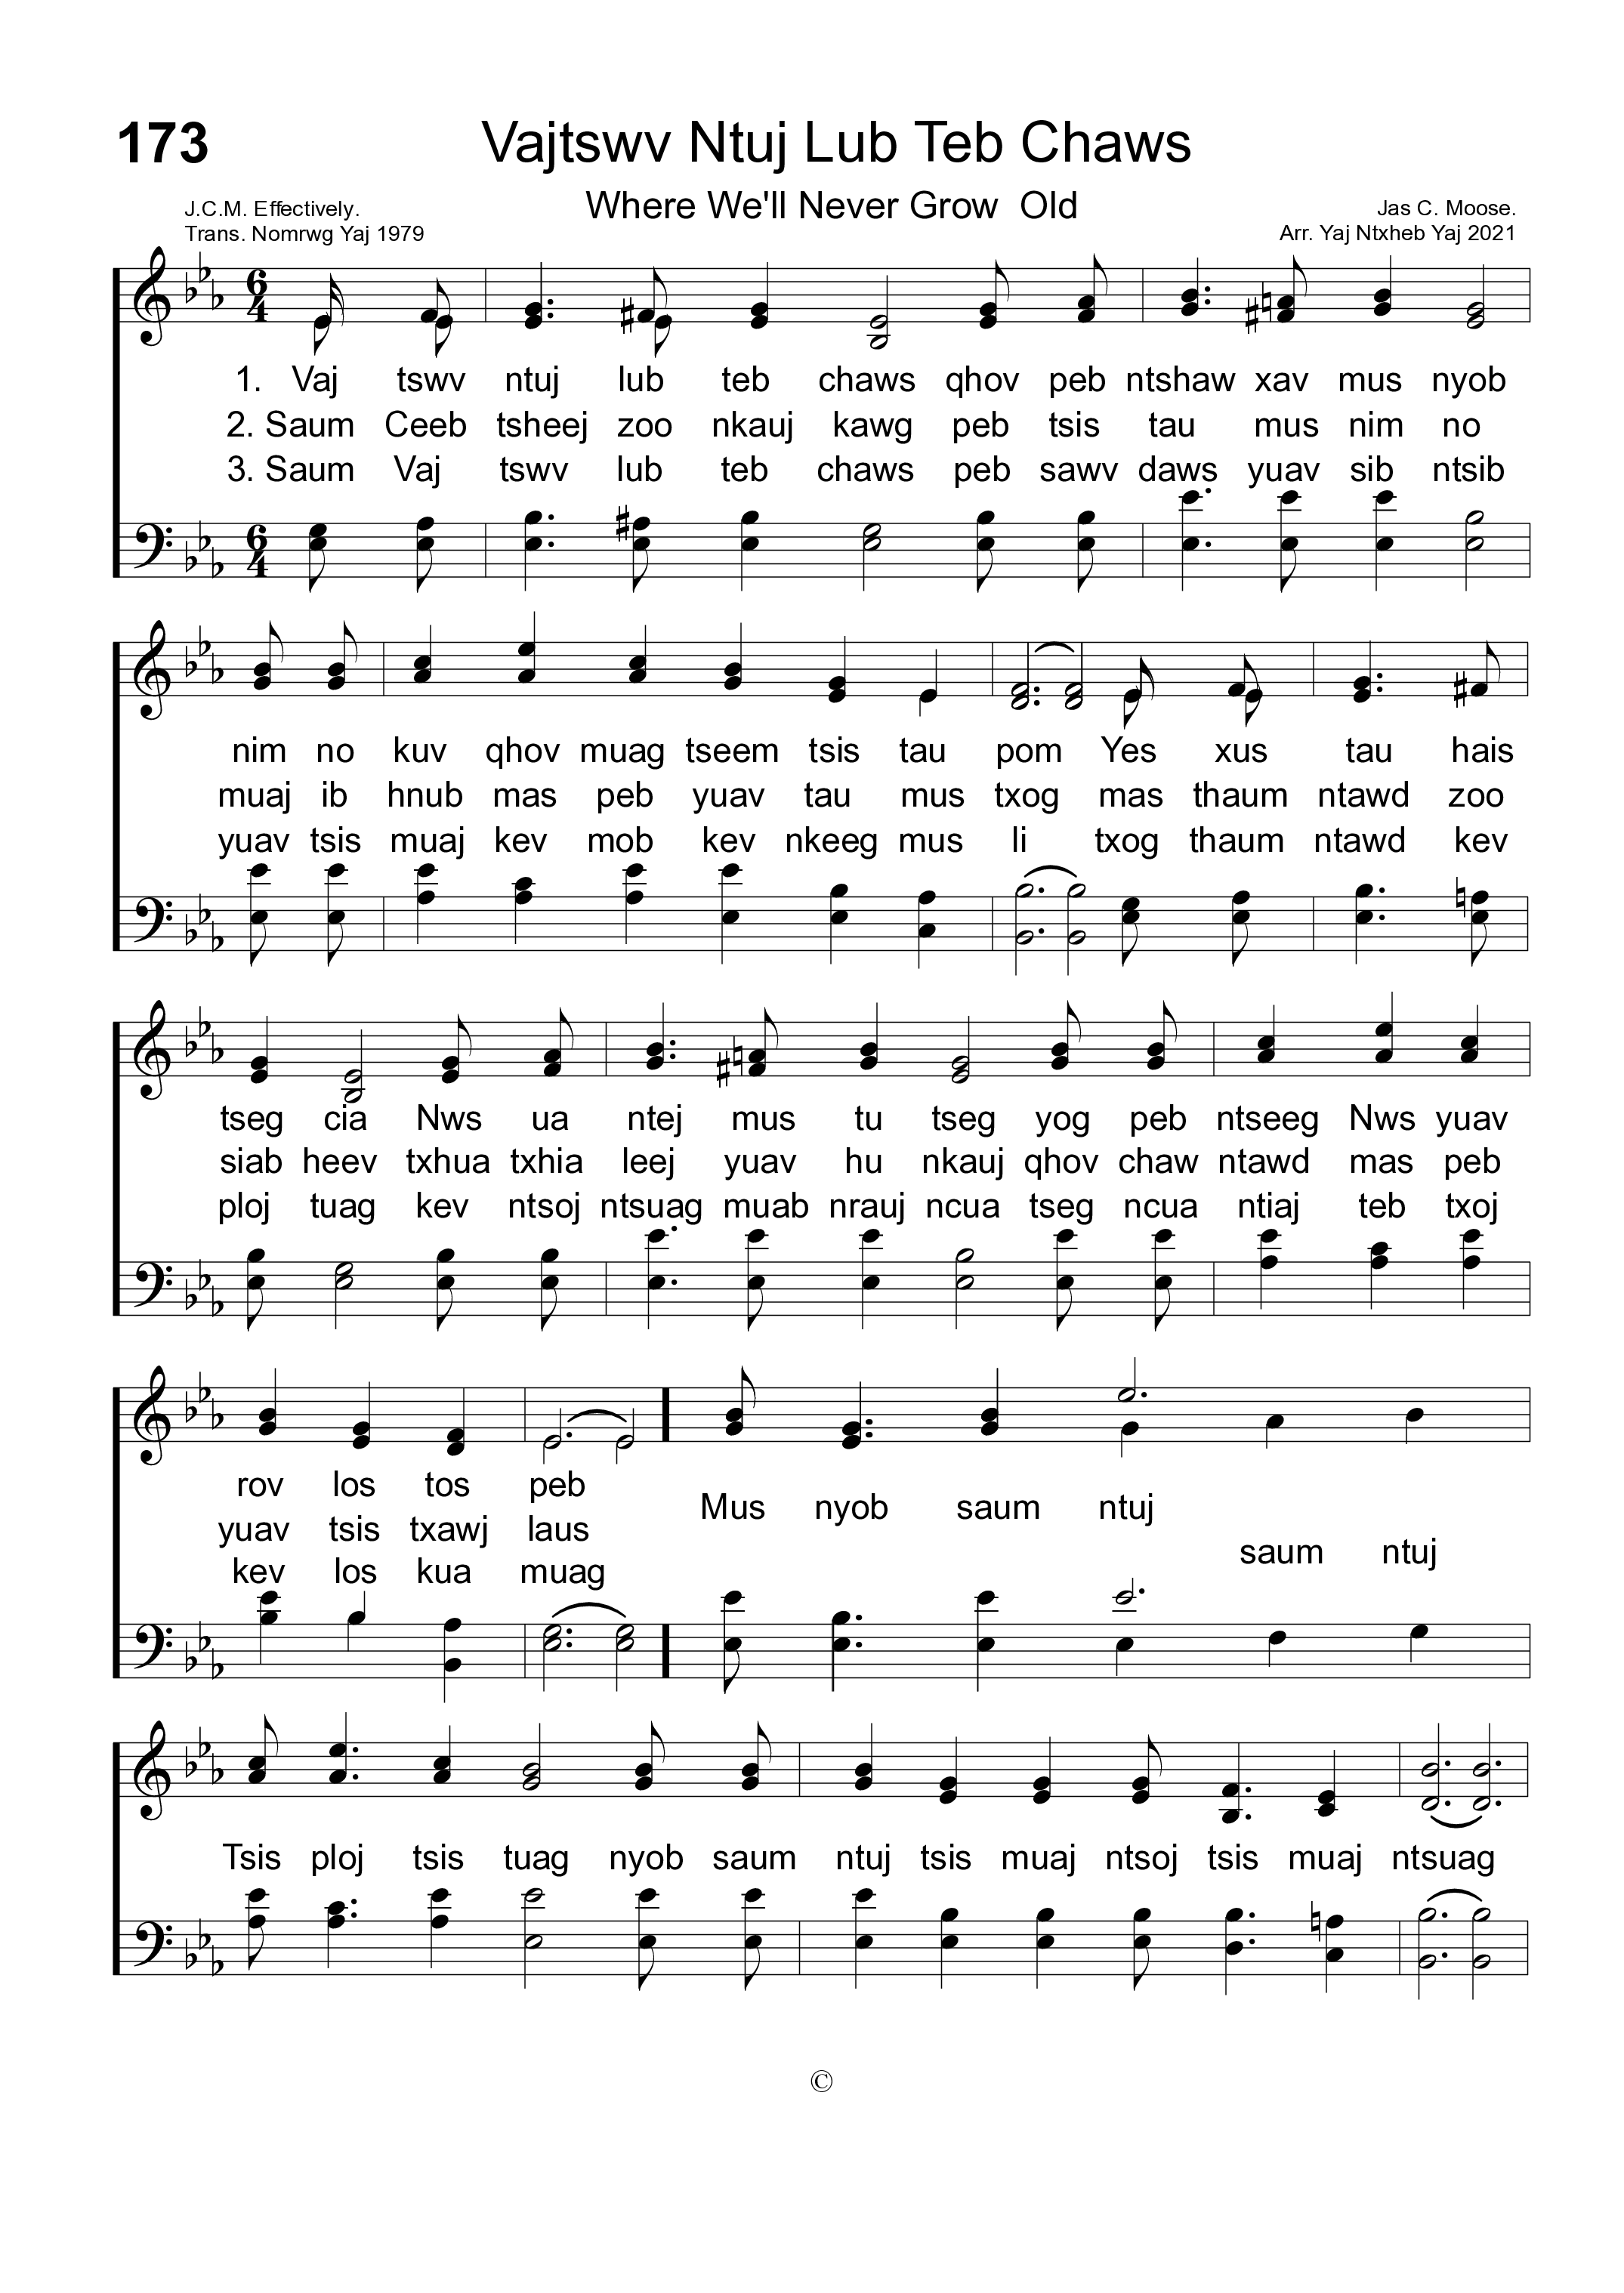 173
Vajtswv Ntuj Lub Teb Chaws
Where We'll Never Grow Old
J.C.M. Effectively.
Trans. Nomrwg Yaj 1979
Jas C. Moose.
Arr. Yaj Ntxheb Yaj 2021
6
4
1. Vaj tswv ntuj lub teb chaws qhov peb ntshaw xav mus nyob
2. Saum Ceeb tsheej zoo nkauj kawg peb tsis tau mus nim no
3. Saum Vaj tswv lub teb chaws peb sawv daws yuav sib ntsib
6
4
nim no kuv qhov muag tseem tsis tau pom Yes xus tau hais
muaj ib hnub mas peb yuav tau mus txog mas thaum ntawd zoo
yuav tsis muaj kev mob kev nkeeg mus li txog thaum ntawd kev
tseg cia Nws ua ntej mus tu tseg yog peb ntseeg Nws yuav
siab heev txhua txhia leej yuav hu nkauj qhov chaw ntawd mas peb
ploj tuag kev ntsoj ntsuag muab nrauj ncua tseg ncua ntiaj teb txoj
rov los tos peb
yuav tsis txawj laus
kev los kua muag
Mus nyob saum ntuj
saum ntuj
Tsis ploj tsis tuag nyob saum ntuj tsis muaj ntsoj tsis muaj ntsuag
©